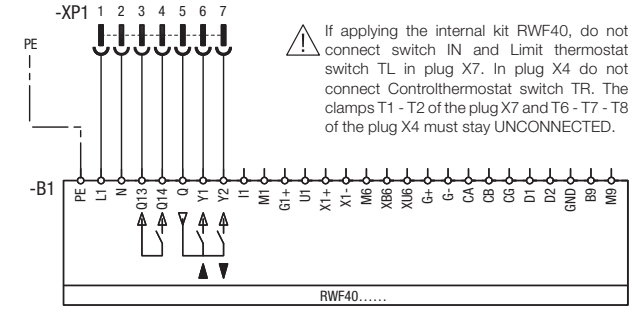 -XP1 1 2 3 4 5 6 7
PE
If applying the internal kit RWF40, do not
connect switch IN and Limit thermostat
switch TL in plug X7. In plug X4 do not
connect Controlthermostat switch TR. The
clamps T1 - T2 of the plug X7 and T6 - T7 - T8
of the plug X4 must stay UNCONNECTED.
-B1
PE L1 N Q13 Q14 Q Y1 Y2 I1 M1 G1+ U1 X1+ X1- M6 XB6 XU6 G+ G- CA CB CG D1 D2 GND B9 M9
RWF40......